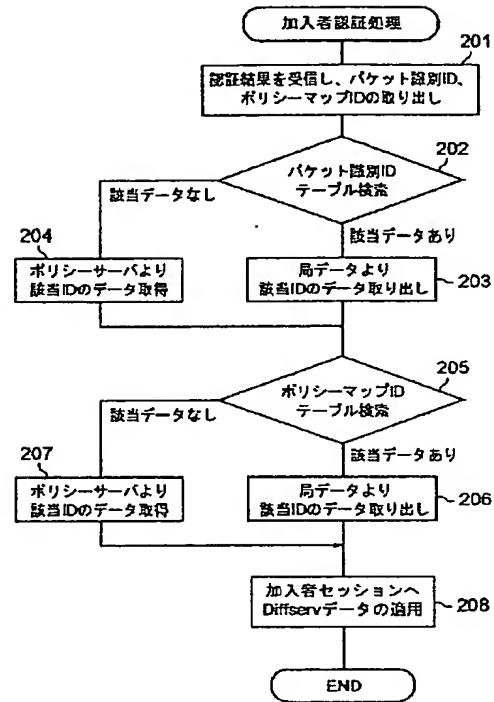 加入者認証処理
201
認証結果を受信し、パケット識別ID、
ポリシーマップIDの取り出し
202
パケット識別ID
テーブル検索
該当データなし
該当データあり
204
ポリシーサーバより
該当IDのデータ取得
局データより
該当IDのデータ取り出し
203
205
ポリシーマップID
テーブル検索
該当データなし
該当データあり
207
ポリシーサーバより
該当IDのデータ取得
局データより
該当IDのデータ取り出し
206
加入者セッションへ
Diffservデータの適用
208
END